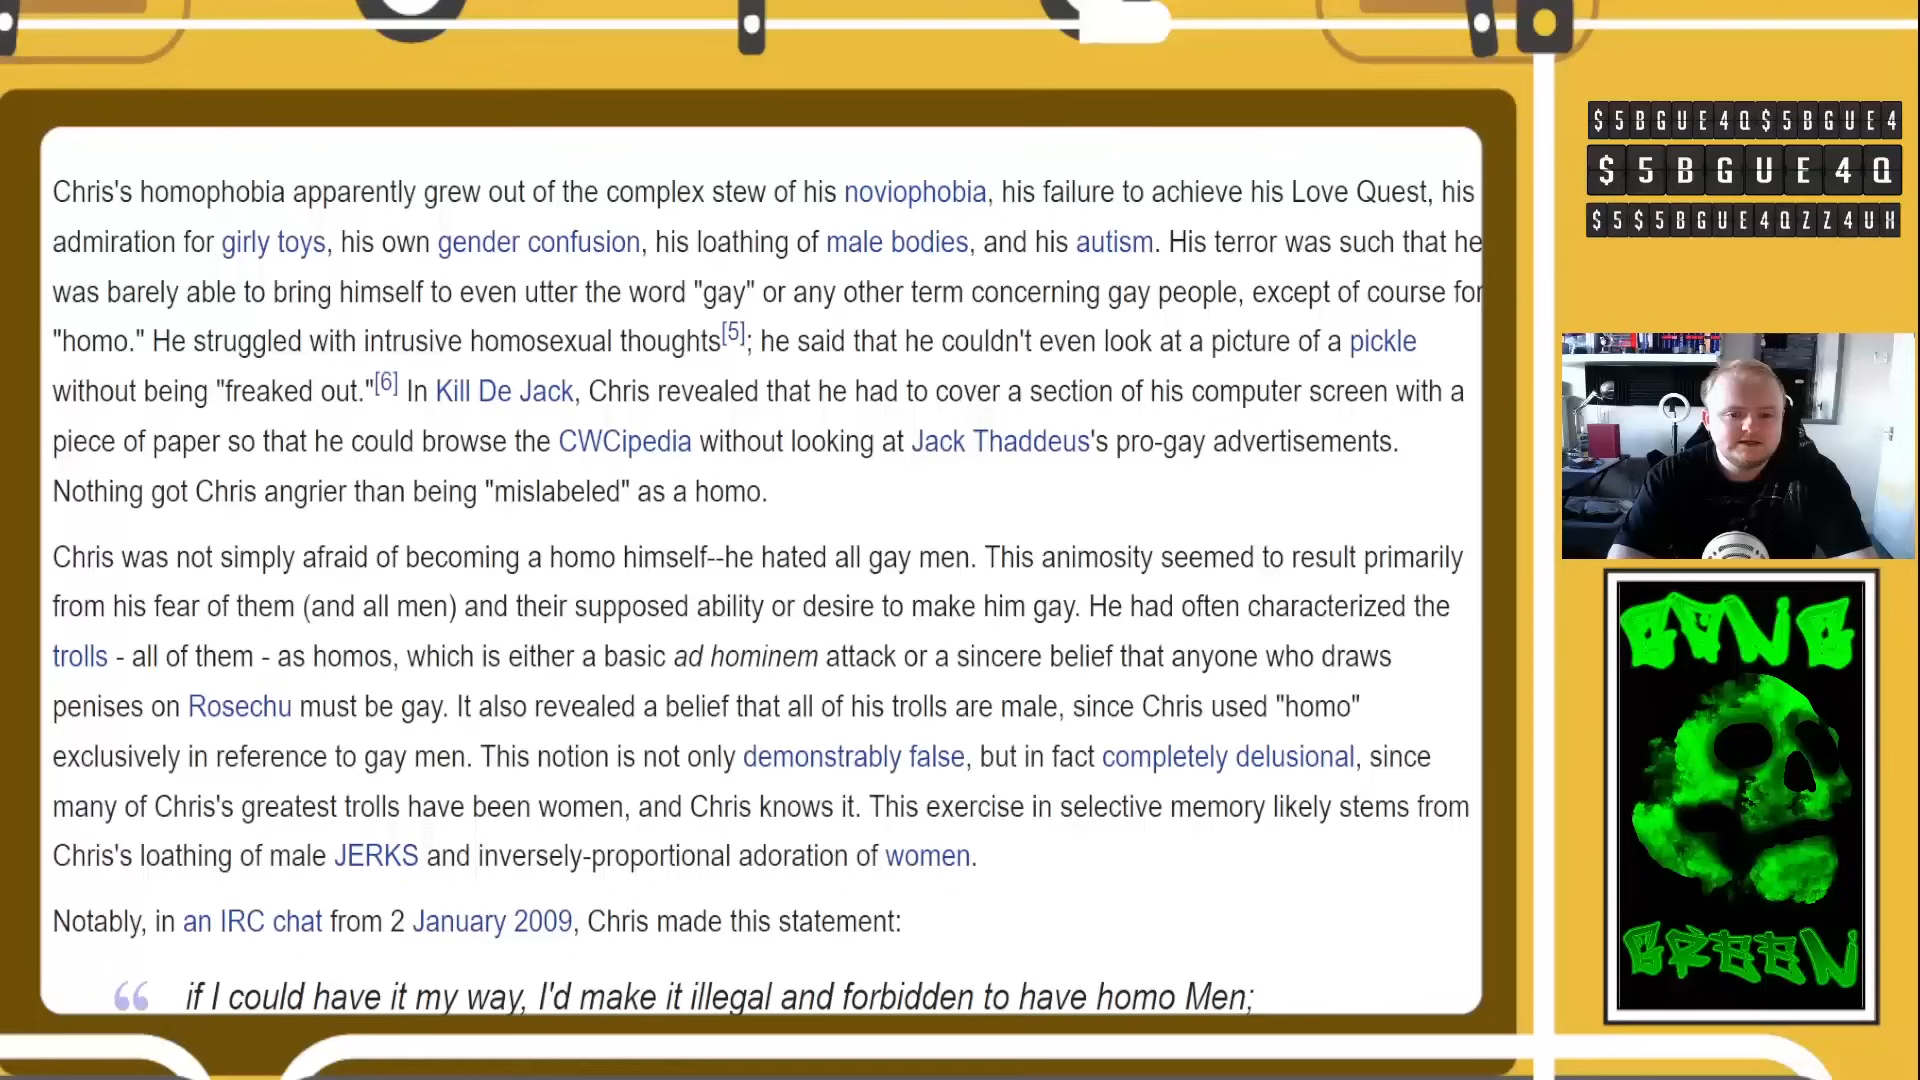 Chris's homophobia apparently grew out of the complex stew of his noviophobia, his failure to achieve his Love Quest, his
admiration for girly toys, his own gender confusion, his loathing of male bodies, and his autism. His terror was such that he
was barely able to bring himself to even utter the word "gay" or any other term concerning gay people, except of course for
"homo." He struggled with intrusive homosexual thoughts[5]; he said that he couldn't even look at a picture of a pickle
without being "freaked out."[6] In Kill De Jack, Chris revealed that he had to cover a section of his computer screen with a
piece of paper so that he could browse the CWCipedia without looking at Jack Thaddeus's pro-gay advertisements.
Nothing got Chris angrier than being "mislabeled" as a homo.
Chris was not simply afraid of becoming a homo himself--he hated all gay men. This animosity seemed to result primarily
from his fear of them (and all men) and their supposed ability or desire to make him gay. He had often characterized the
trolls - all of them - as homos, which is either a basic ad hominem attack or a sincere belief that anyone who draws
penises on Rosechu must be gay. It also revealed a belief that all of his trolls are male, since Chris used "homo"
exclusively in reference to gay men. This notion is not only demonstrably false, but in fact completely delusional, since
many of Chris's greatest trolls have been women, and Chris knows it. This exercise in selective memory likely stems from
Chris's loathing of male JERKS and inversely-proportional adoration of women.
Notably, in an IRC chat from 2 January 2009, Chris made this statement:
“ if I could have it my way, I'd make it illegal and forbidden to have homo Men;
$5BGUE4Q$5BGUE4
$5BGUE4Q
$5$5BGUE4QZZ4UX
GONE
GREEN